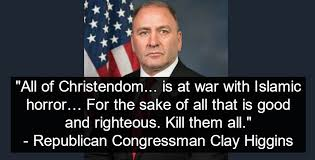 "All of Christendom... is at war with Islamic
horror... For the sake of all that is good
and righteous. Kill them all."
- Republican Congressman Clay Higgins